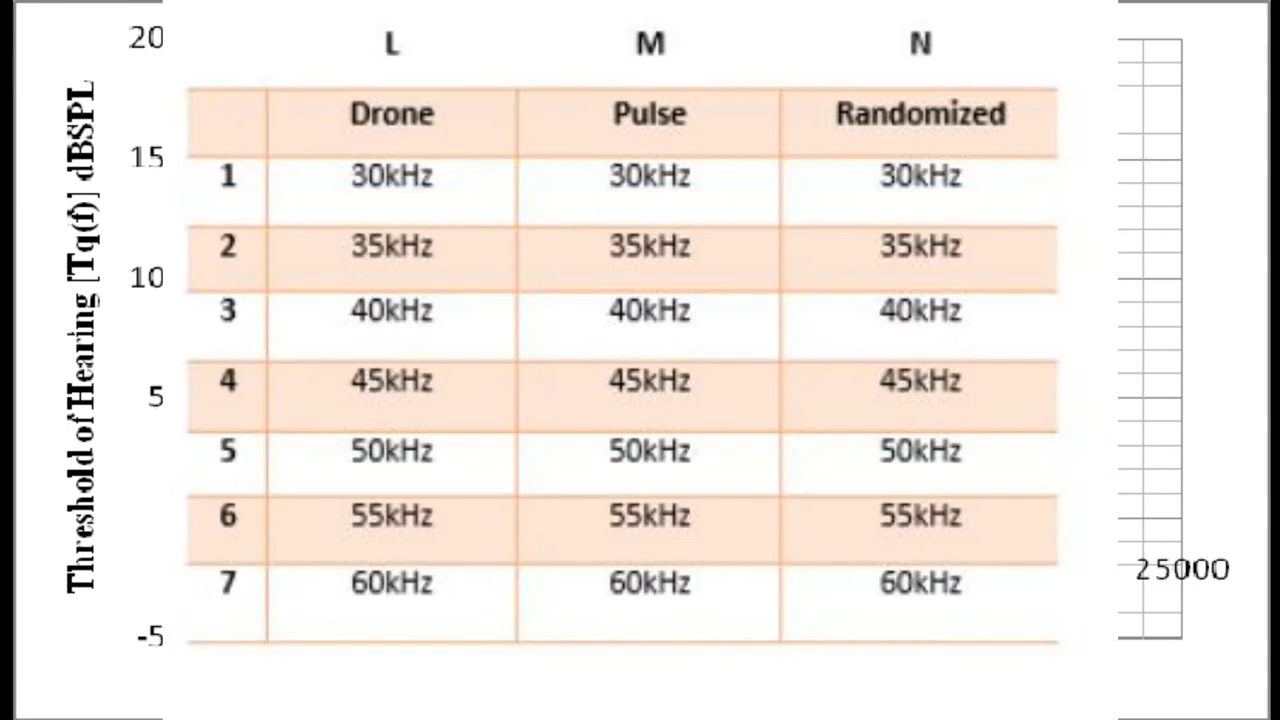 20
15
10
5
-5
Threshold of Hearing [Tq(f)] dBSPL
25000
L M N
Drone Pulse Randomized
1 30kHz 30kHz 30kHz
2 35kHz 35kHz 35kHz
3 40kHz 40kHz 40kHz
4 45kHz 45kHz 45kHz
5 50kHz 50kHz 50kHz
6 55kHz 55kHz 55kHz
7 60kHz 60kHz 60kHz